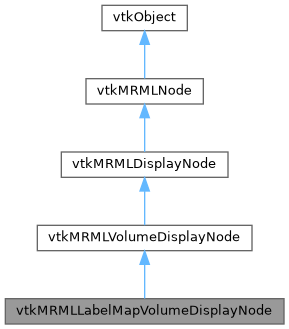 vtkObject
vtkMRMLNode
vtkMRMLDisplayNode
vtkMRMLVolumeDisplayNode
vtkMRMLLabelMapVolumeDisplayNode